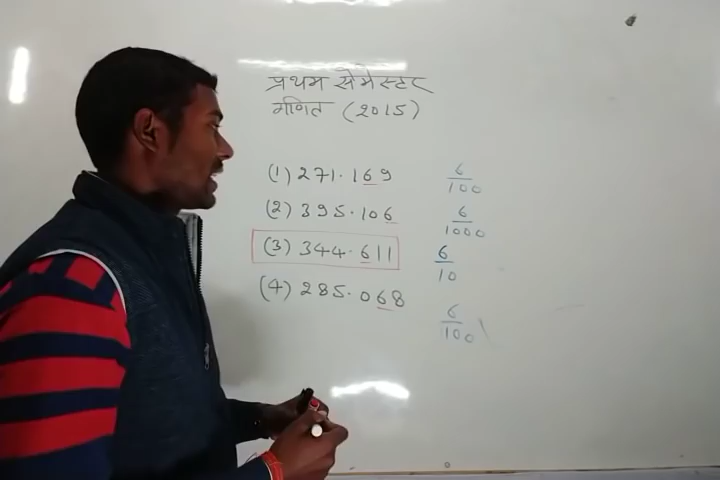 प्रथम सेमेस्टर
गणित (2015)
(1) 271.169 6/100
(2) 395.106 6/1000
(3) 344.611 6/10
(4) 285.068 6/100